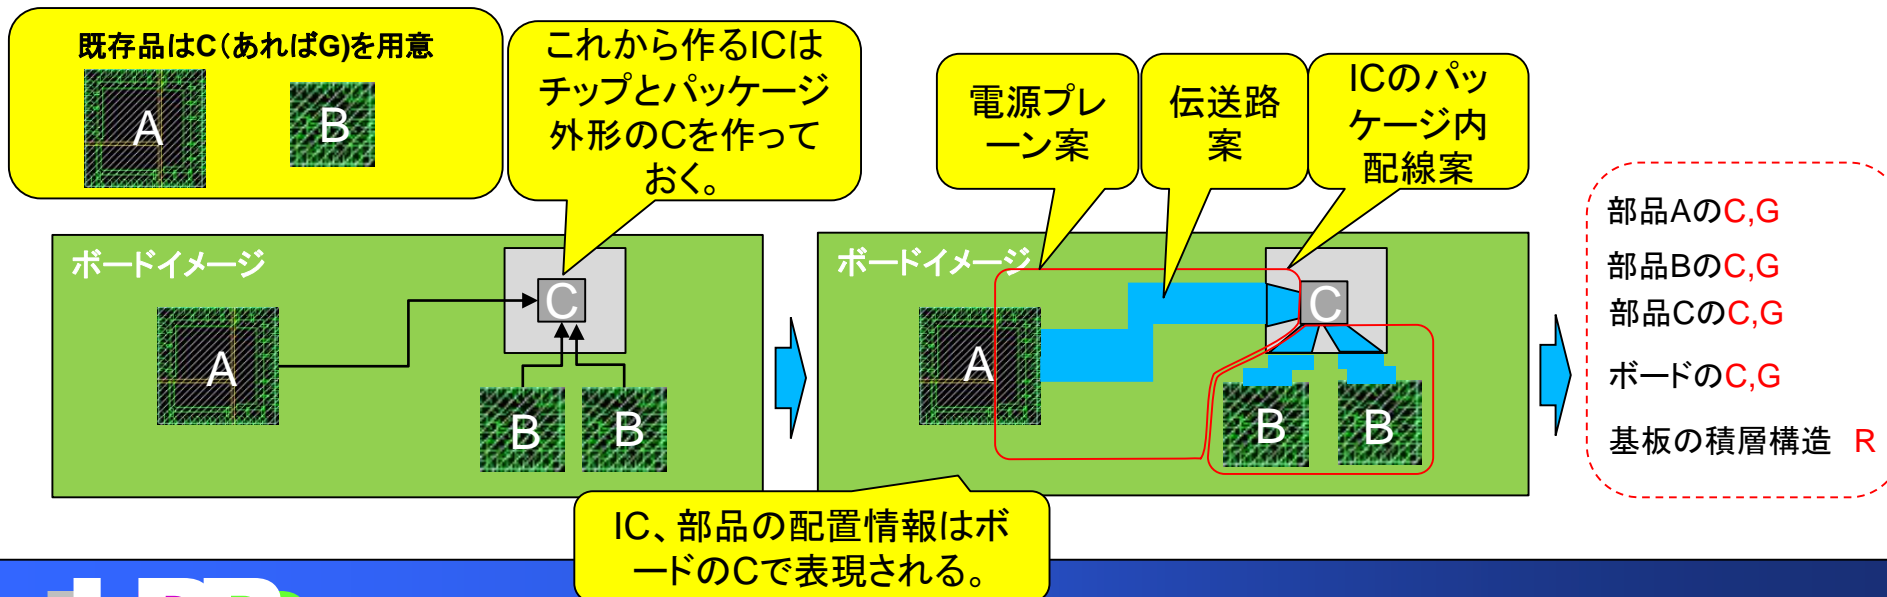 既存品はC（あればG)を用意
A
B
これから作るICは
チップとパッケージ
外形のCを作って
おく。
ボードイメージ
A
C
B
B
電源プレ
ーン案
伝送路
案
ICのパッ
ケージ内
配線案
ボードイメージ
A
C
B
B
IC、部品の配置情報はボ
ードのCで表現される。
部品AのC,G
部品BのC,G
部品CのC,G
ボードのC,G
基板の積層構造 R